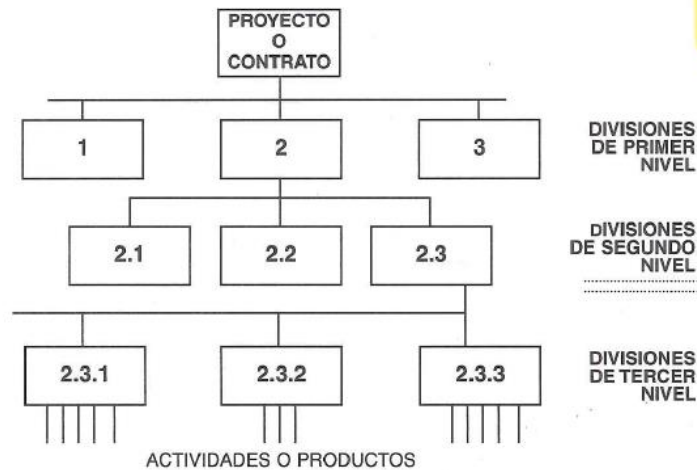 PROYECTO
O
CONTRATO
1
2
3
DIVISIONES
DE PRIMER
NIVEL
2.1
2.2
2.3
DIVISIONES
DE SEGUNDO
NIVEL
2.3.1
2.3.2
2.3.3
DIVISIONES
DE TERCER
NIVEL
ACTIVIDADES O PRODUCTOS